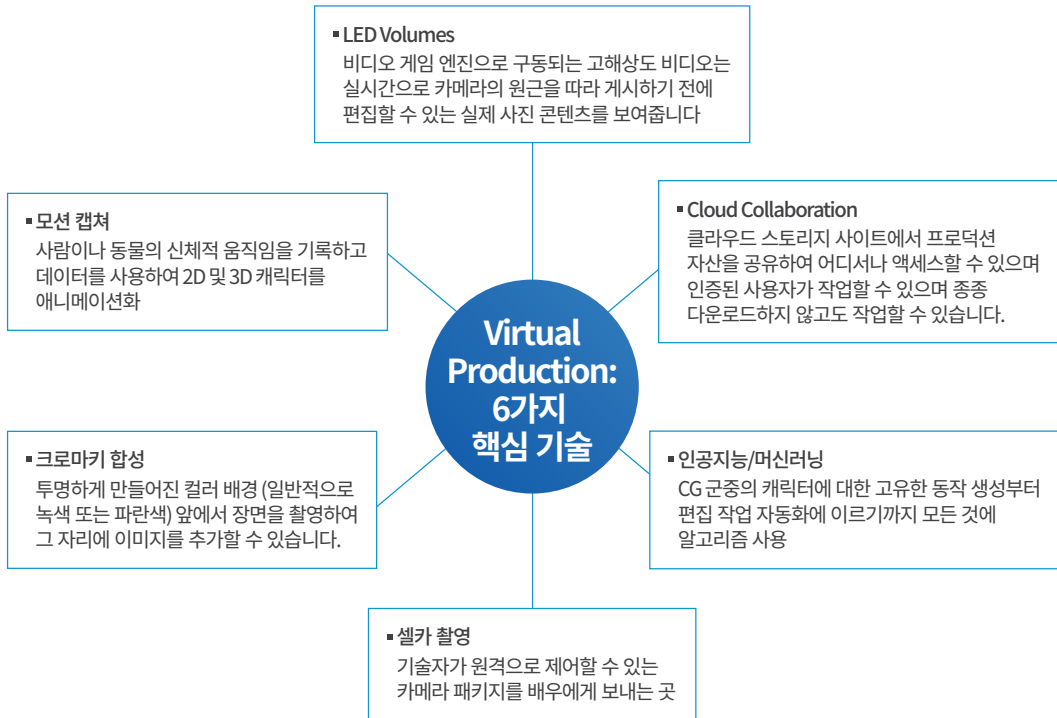 ▪ LED Volumes
비디오 게임 엔진으로 구동되는 고해상도 비디오는
실시간으로 카메라의 원근을 따라 게시하기 전에
편집할 수 있는 실제 사진 콘텐츠를 보여줍니다
▪ 모션 캡쳐
사람이나 동물의 신체적 움직임을 기록하고
데이터를 사용하여 2D 및 3D 캐릭터를
애니메이션화
▪ Cloud Collaboration
클라우드 스토리지 사이트에서 프로덕션
자산을 공유하여 어디서나 액세스할 수 있으며
인증된 사용자가 작업할 수 있으며 종종
다운로드하지 않고도 작업할 수 있습니다.
Virtual
Production:
6가지
핵심 기술
▪ 크로마키 합성
투명하게 만들어진 컬러 배경 (일반적으로
녹색 또는 파란색) 앞에서 장면을 촬영하여
그 자리에 이미지를 추가할 수 있습니다.
▪ 인공지능/머신러닝
CG 군중의 캐릭터에 대한 고유한 동작 생성부터
편집 작업 자동화에 이르기까지 모든 것에
알고리즘 사용
▪ 셀카 촬영
기술자가 원격으로 제어할 수 있는
카메라 패키지를 배우에게 보내는 곳